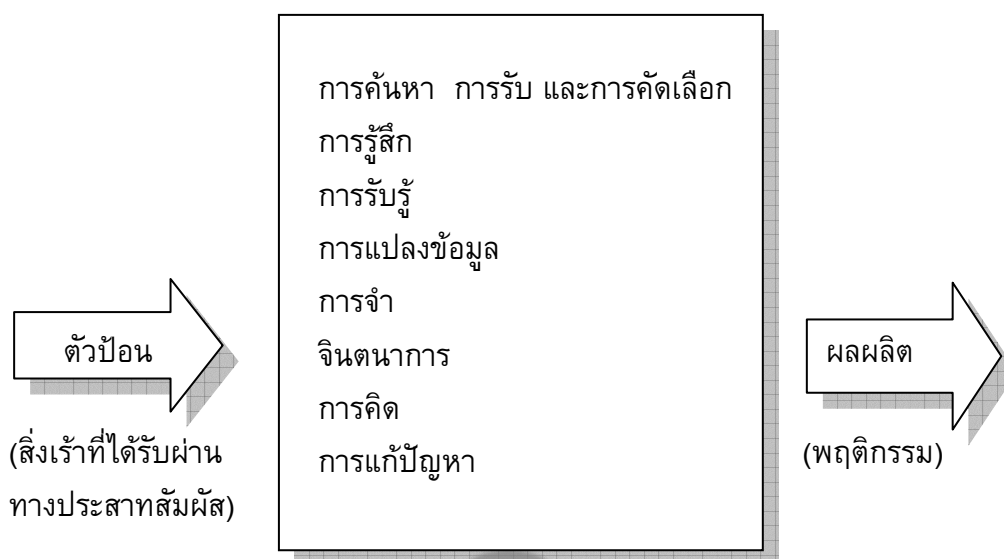 การค้นหา การรับ และการคัดเลือก
การรู้สึก
การรับรู้
การแปลงข้อมูล
การจำ
จินตนาการ
การคิด
การแก้ปัญหา
ตัวป้อน
(สิ่งเร้าที่ได้รับผ่าน
ทางประสาทสัมผัส)
ผลผลิต
(พฤติกรรม)